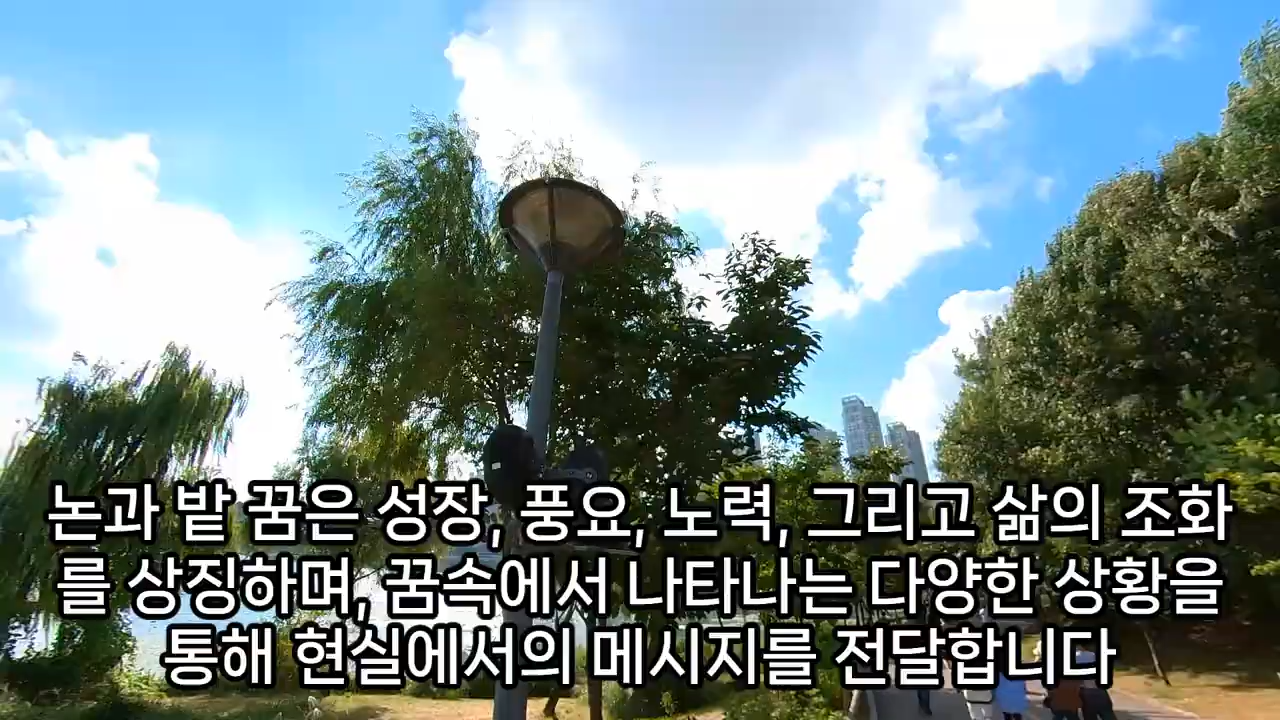 논과 밭 꿈은 성장, 풍요, 노력, 그리고 삶의 조화
를 상징하며, 꿈속에서 나타나는 다양한 상황을
통해 현실에서의 메시지를 전달합니다